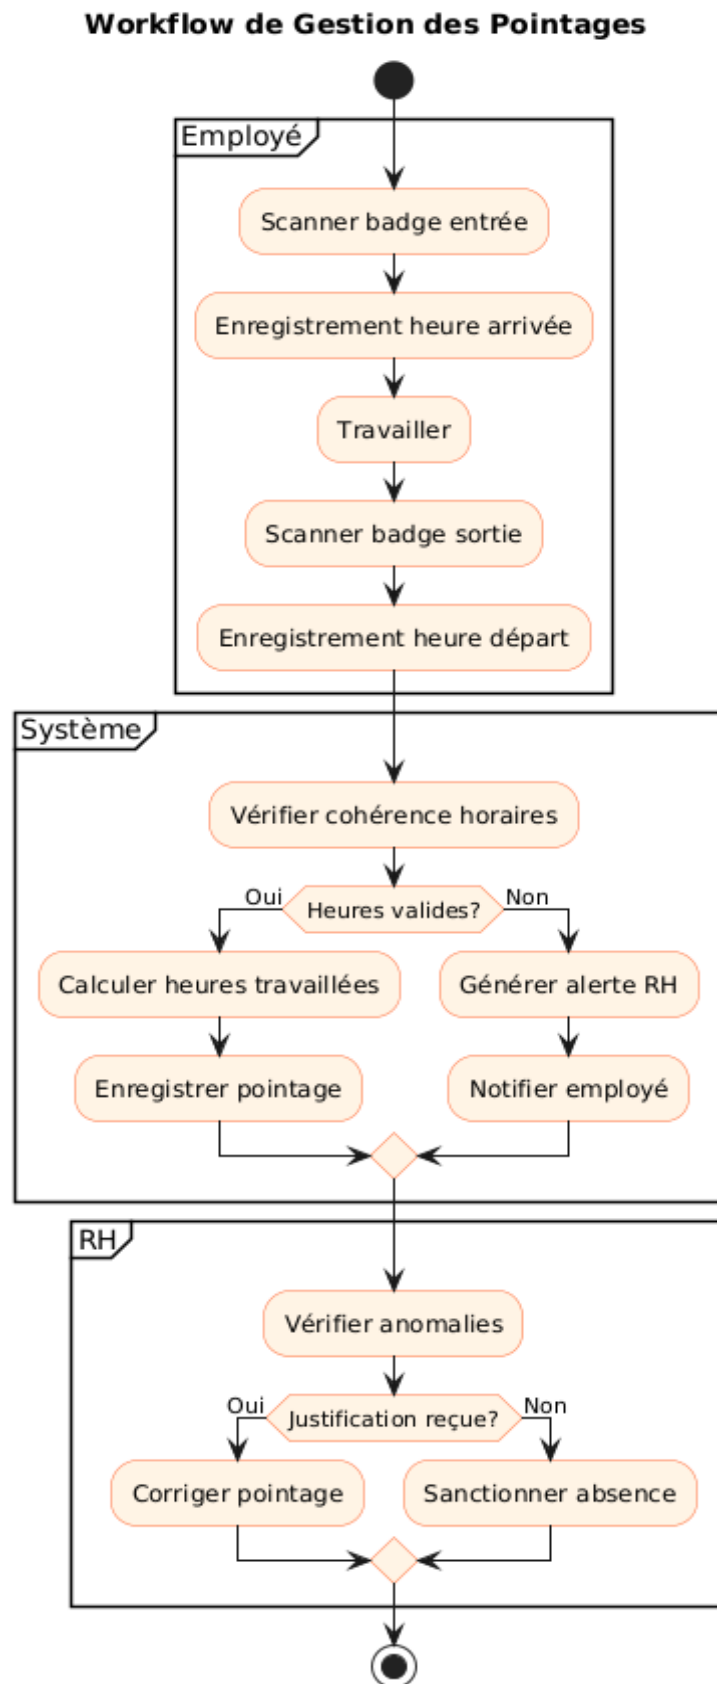 Workflow de Gestion des Pointages
Employé
Scanner badge entrée
Enregistrement heure arrivée
Travailler
Scanner badge sortie
Enregistrement heure départ
Système
Vérifier cohérence horaires
Oui
Heures valides?
Non
Calculer heures travaillées
Générer alerte RH
Enregistrer pointage
Notifier employé
RH
Vérifier anomalies
Oui
Justification reçue?
Non
Corriger pointage
Sanctionner absence